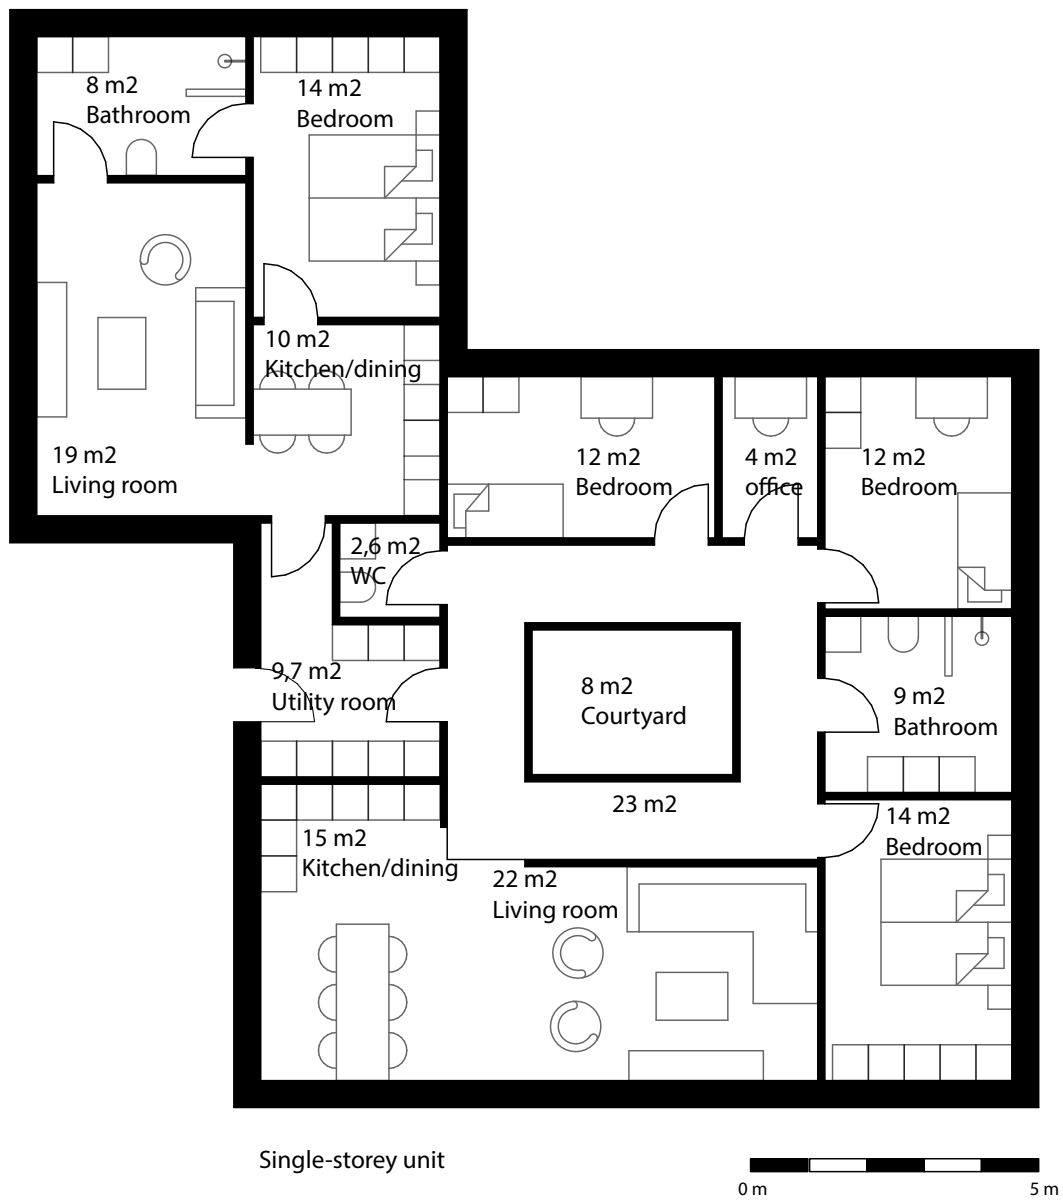 8 m2
Bathroom
14 m2
Bedroom
10 m2
Kitchen/dining
19 m2
Living room
12 m2
Bedroom
4 m2
office
12 m2
Bedroom
2,6 m2
WC
9,7 m2
Utility room
8 m2
Courtyard
9 m2
Bathroom
23 m2
14 m2
Bedroom
15 m2
Kitchen/dining
22 m2
Living room
Single-storey unit
0 m
5 m